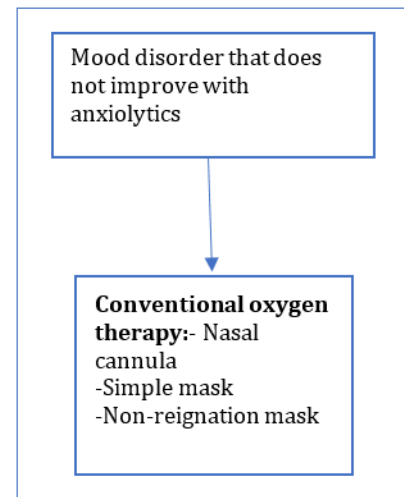 Mood disorder that does
not improve with
anxiolytics
Conventional oxygen
therapy:- Nasal
cannula
-Simple mask
-Non-reignation mask